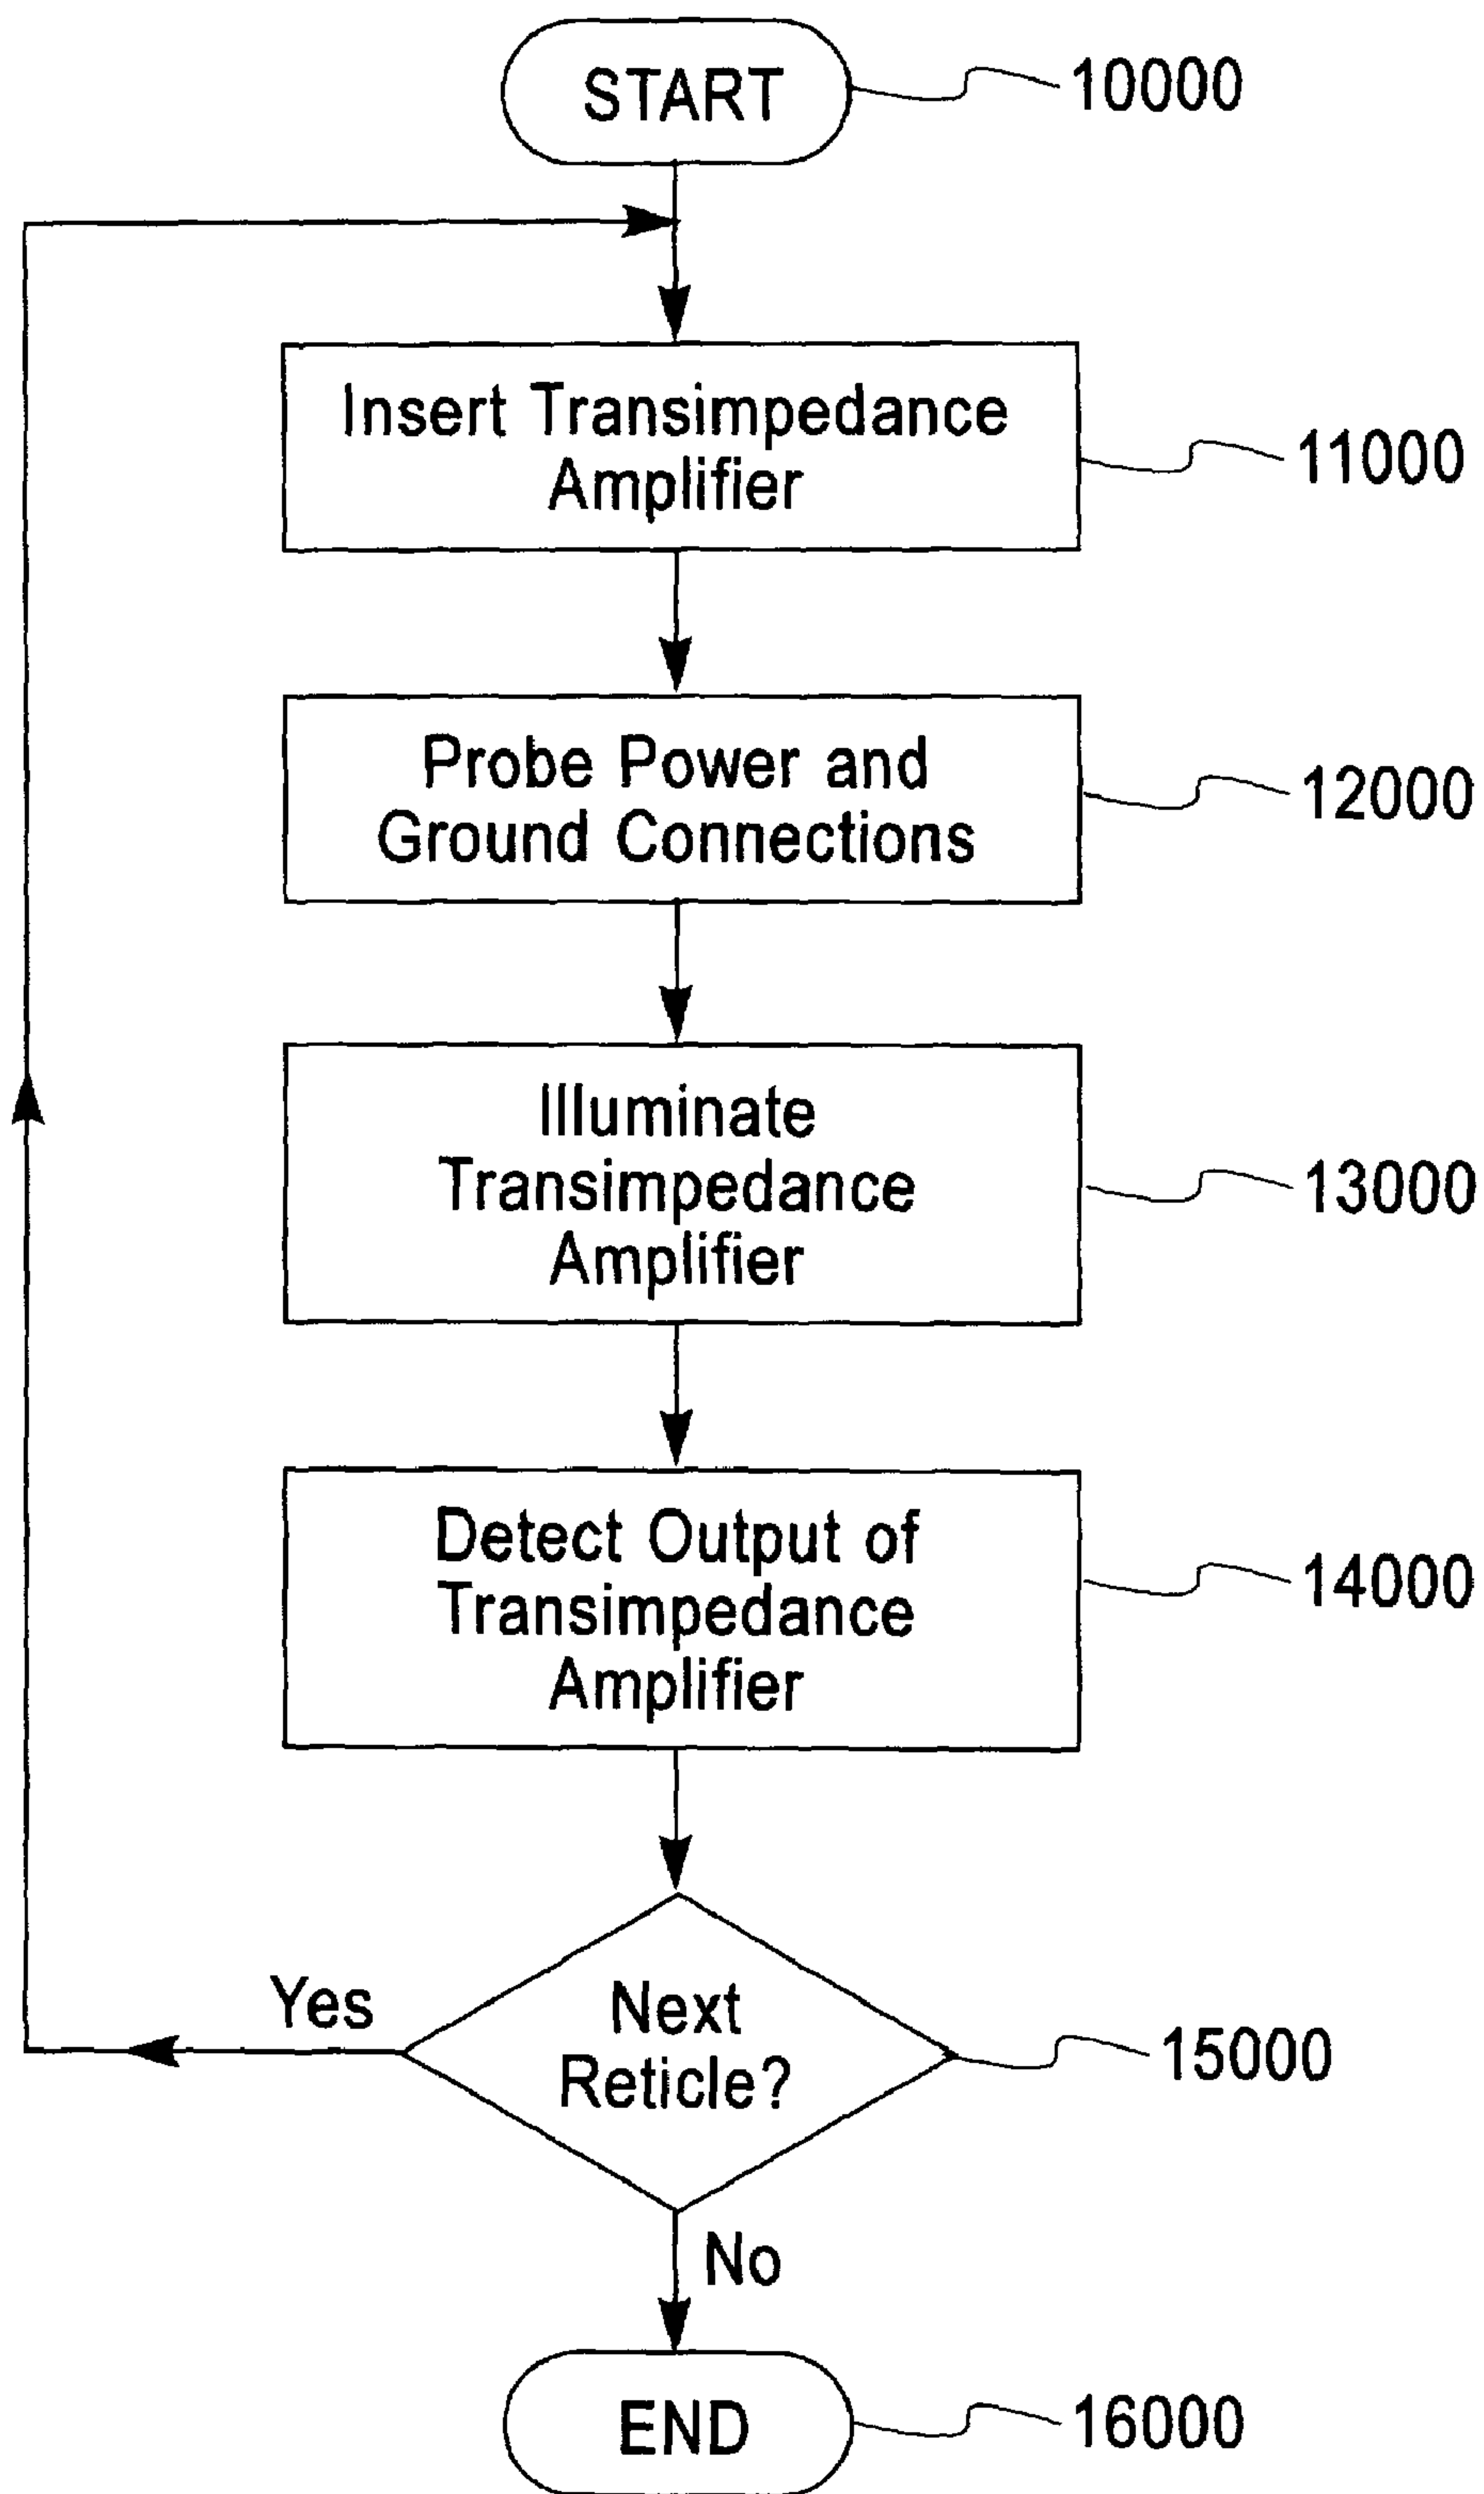 START
10000
Insert Transimpedance
Amplifier
11000
Probe Power and
Ground Connections
12000
Illuminate
Transimpedance
Amplifier
13000
Detect Output of
Transimpedance
Amplifier
14000
Yes
Next
Reticle?
15000
No
END
16000